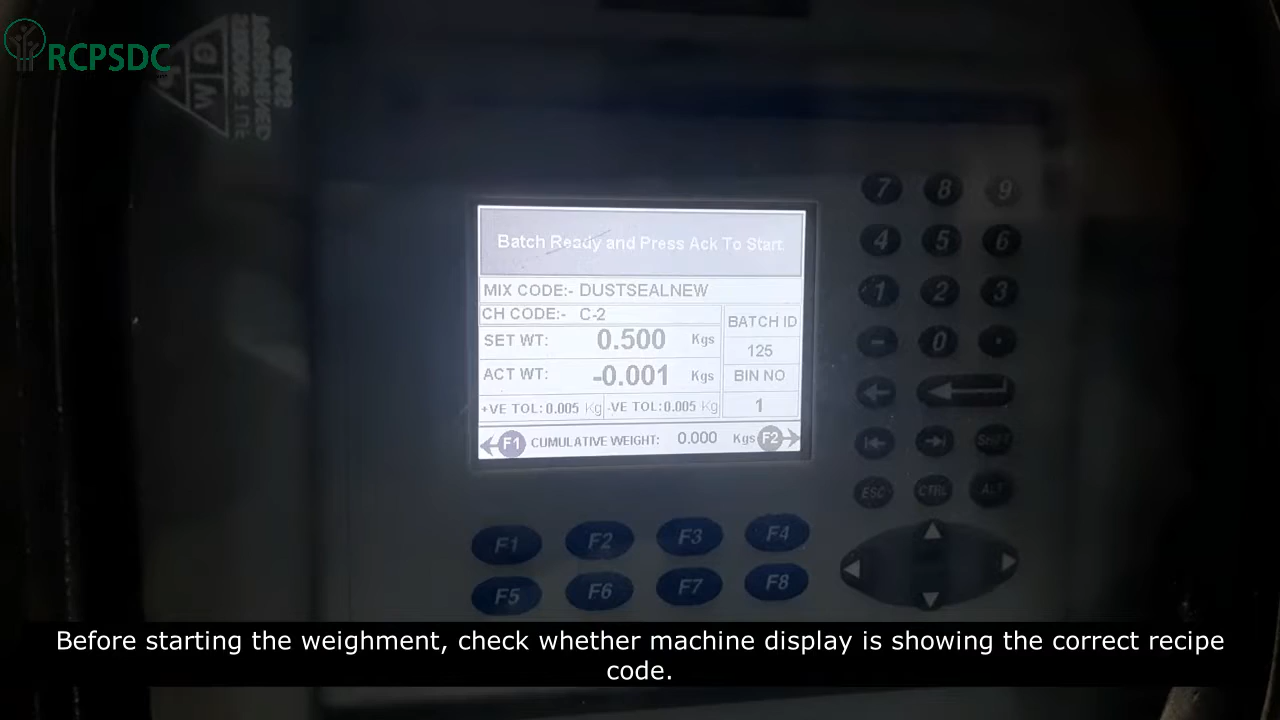 RCPSDC
Batch Ready and Press Ack To Start
MIX CODE:- DUSTSEALNEW
CH CODE:- C-2
SET WT: 0.500 Kgs
ACT WT: -0.001 Kgs
BATCH ID
125
BIN NO
1
+VE TOL: 0.005 Kg -VE TOL: 0.005 Kg
F1 CUMULATIVE WEIGHT: 0.000 Kgs F2
7 8 9
4 5 6
1 2 3
- 0 .
SHIFT
ESC CTRL ALT
F1 F2 F3 F4
F5 F6 F7 F8
Before starting the weighment, check whether machine display is showing the correct recipe
code.